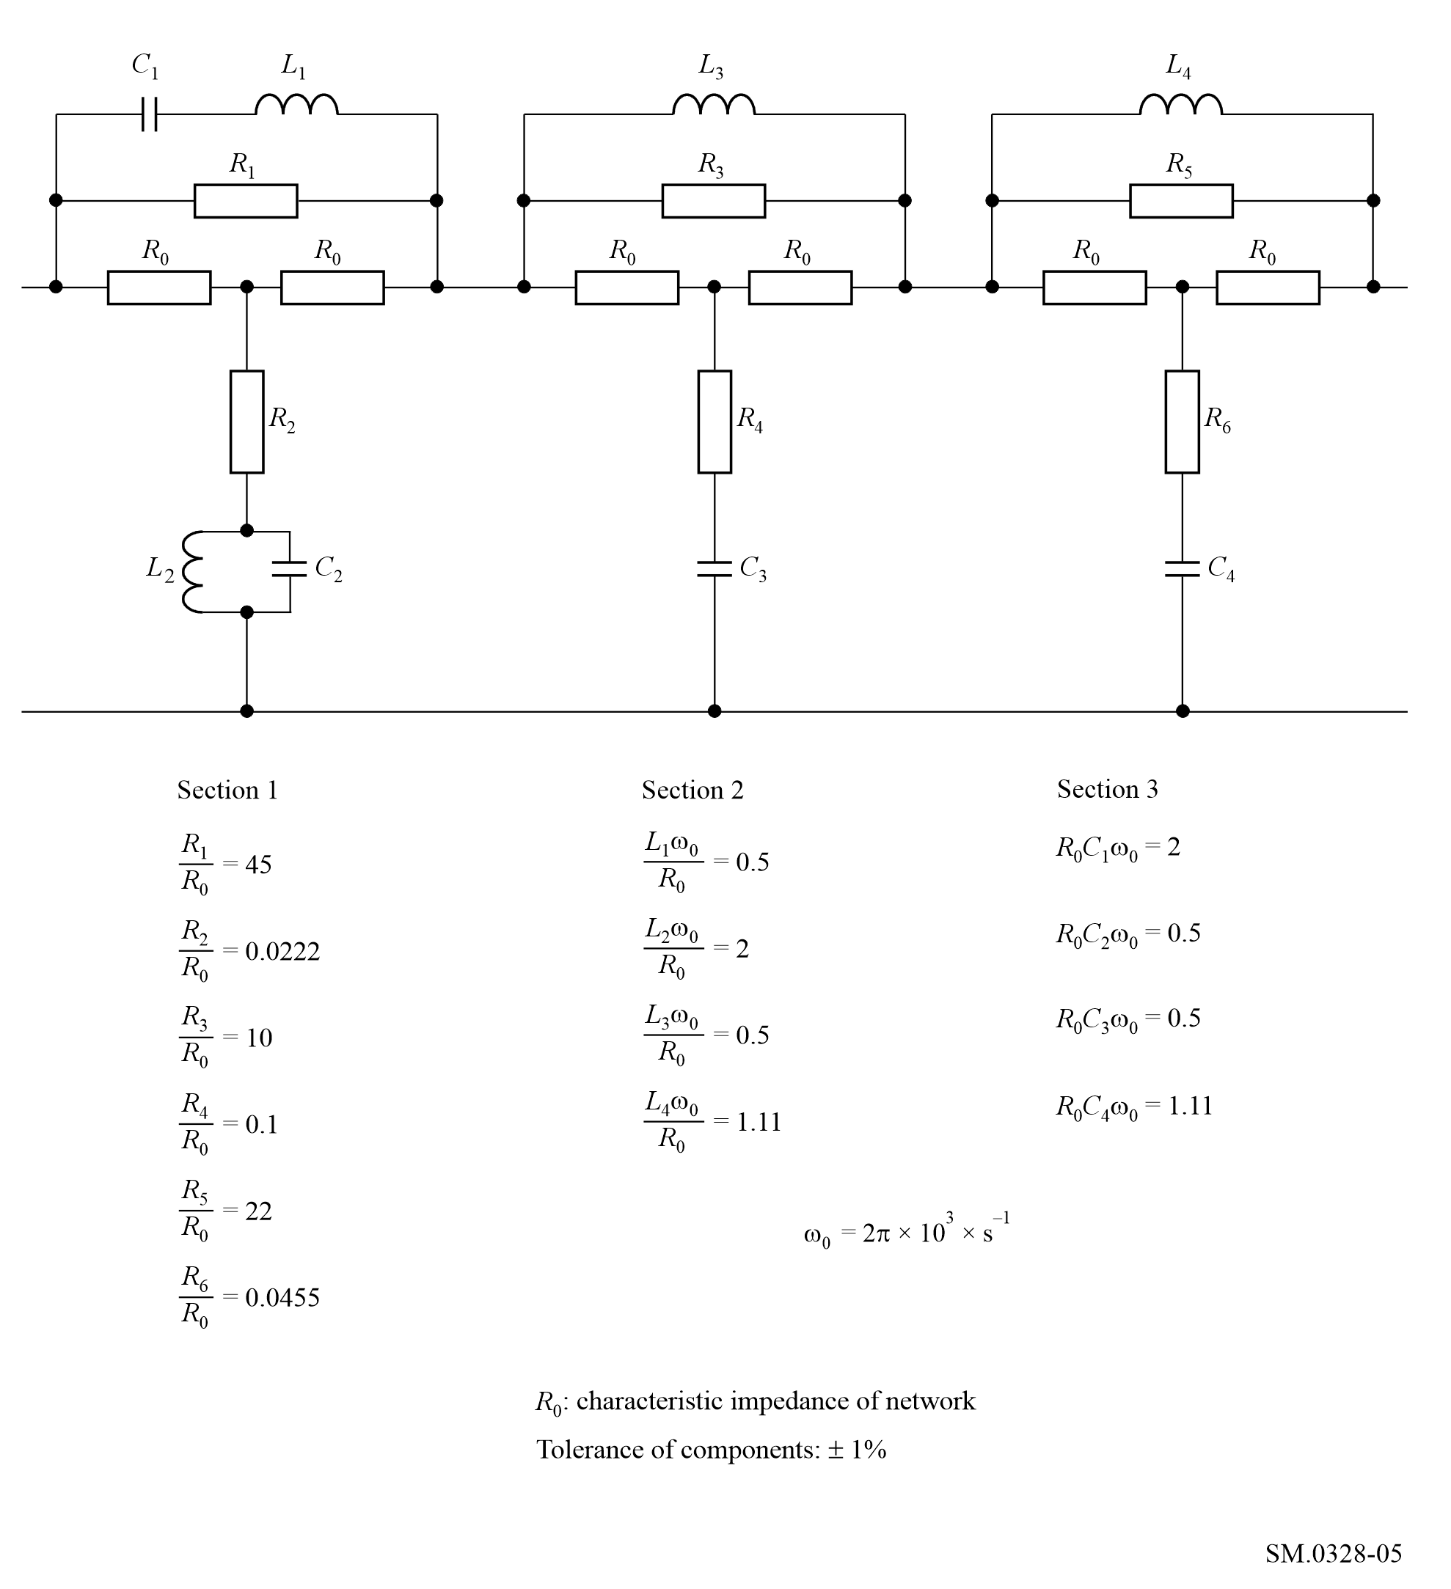 C1 L1 L3 L4
R1 R3 R5
R0 R0 R0 R0 R0 R0
R2 R4 R6
L2 C2 C3 C4
Section 1 Section 2 Section 3
R1/R0 = 45 L1ω0/R0 = 0.5 R0C1ω0 = 2
R2/R0 = 0.0222 L2ω0/R0 = 2 R0C2ω0 = 0.5
R3/R0 = 10 L3ω0/R0 = 0.5 R0C3ω0 = 0.5
R4/R0 = 0.1 L4ω0/R0 = 1.11 R0C4ω0 = 1.11
R5/R0 = 22
ω0 = 2π × 10³ × s⁻¹
R6/R0 = 0.0455
R0: characteristic impedance of network
Tolerance of components: ± 1%
SM.0328-05